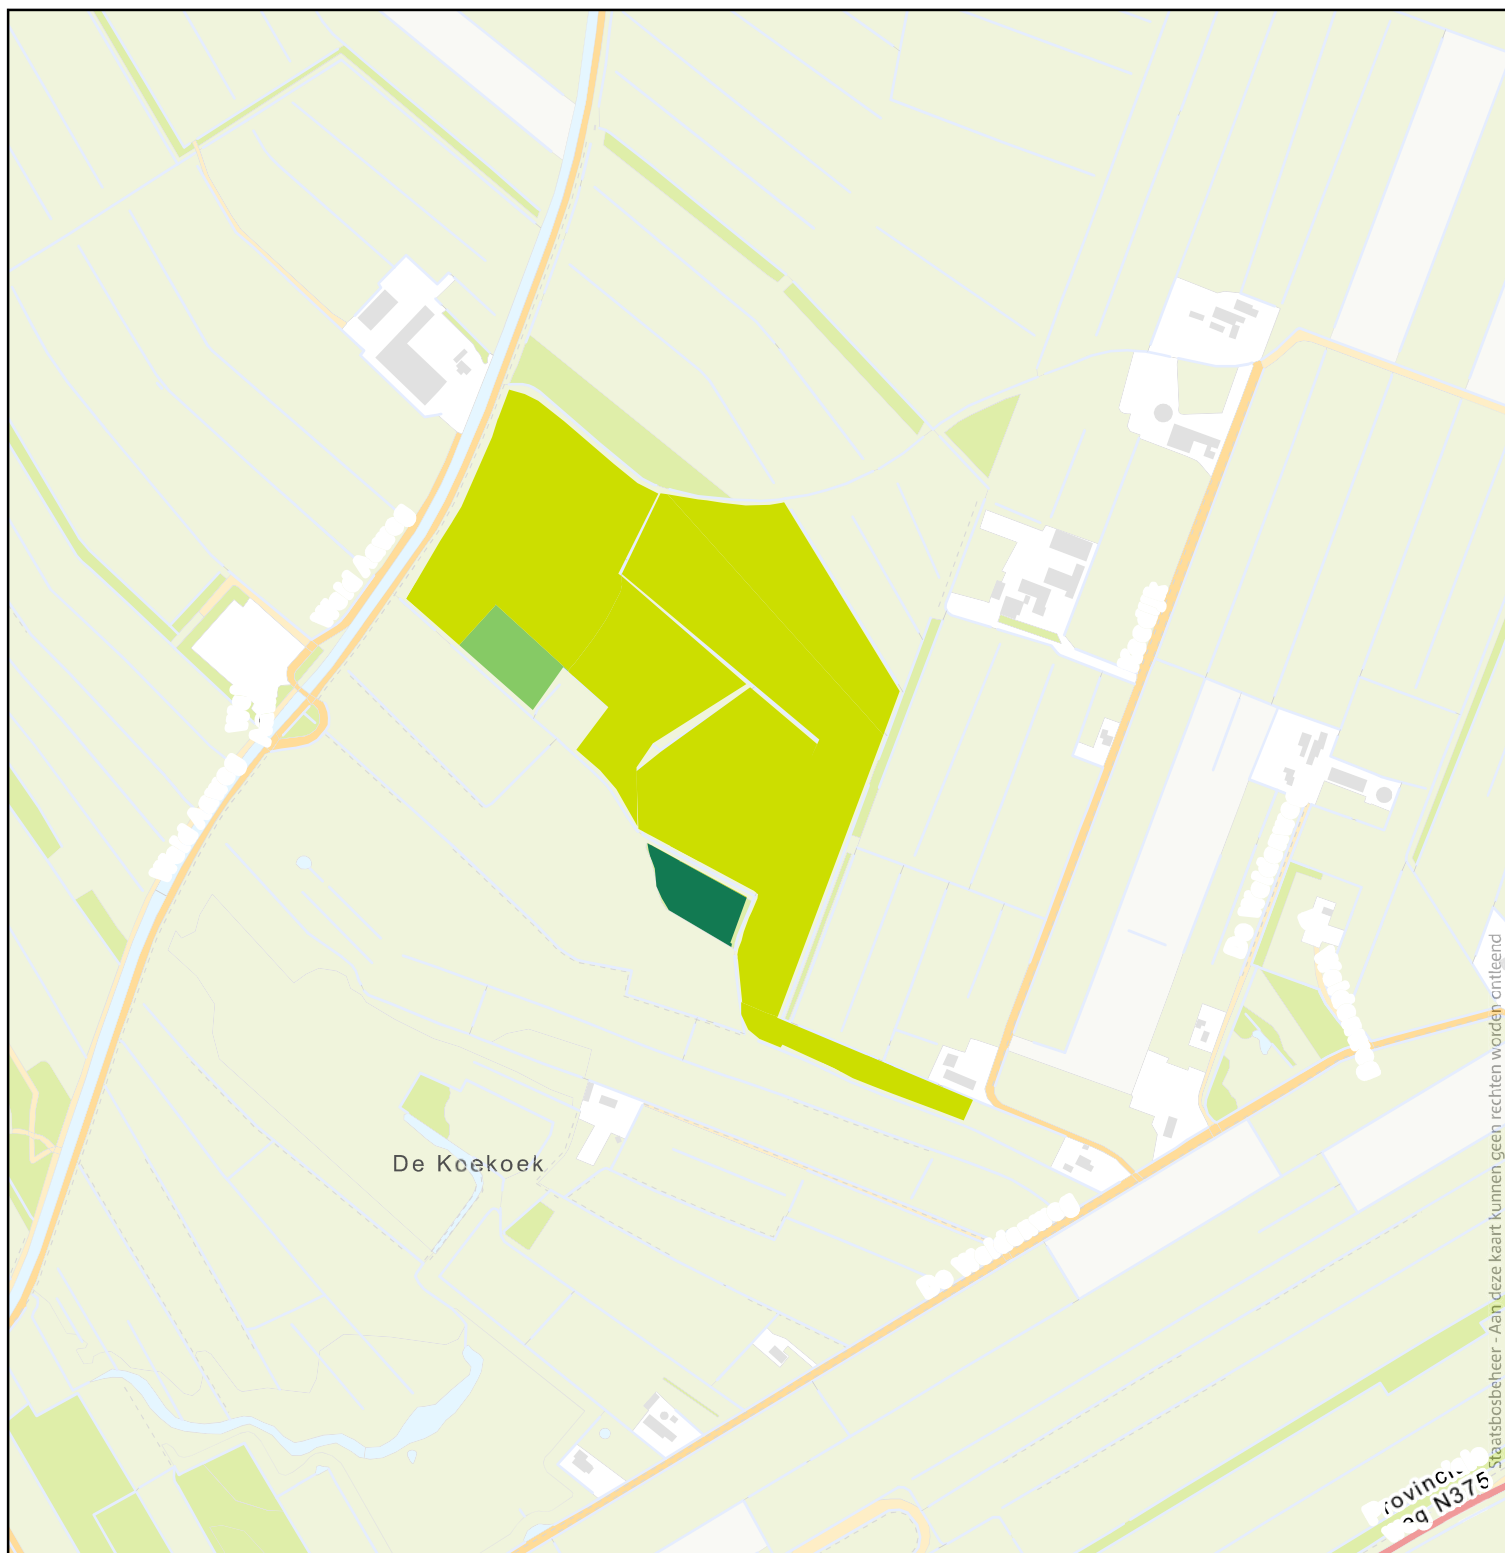 De Koekoek
Staatsbosbeheer - Aan deze kaart kunnen geen rechten worden ontleend
N375